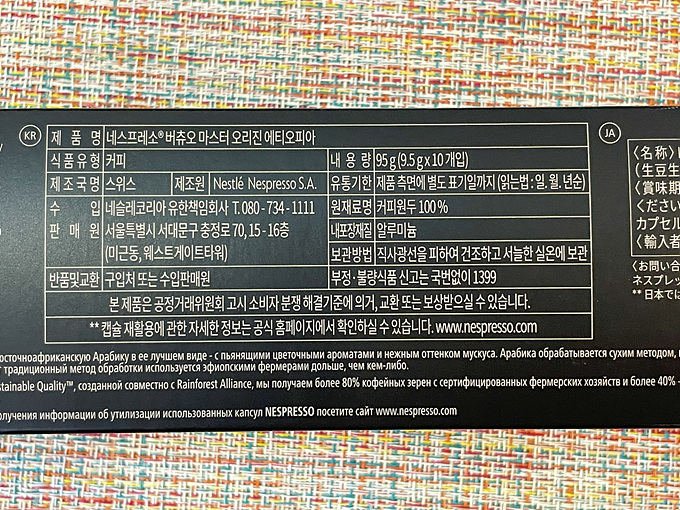 KR
제 품 명 네스프레소® 버츄오 마스터 오리진 에티오피아
식품유형 커피 내 용 량 95 g (9.5 g x 10 개입)
제조국명 스위스 제조원 Nestlé Nespresso S.A. 유통기한 제품 측면에 별도 표기일까지 (읽는법 : 일. 월. 년순)
수 입 판 매 원 네슬레코리아 유한책임회사 T. 080 - 734 - 1111
서울특별시 서대문구 충정로 70, 15 - 16층
(미근동, 웨스트게이트타워)
원재료명 커피원두 100 %
내포장재질 알루미늄
보관방법 직사광선을 피하여 건조하고 서늘한 실온에 보관
반품및교환 구입처 또는 수입판매원 부정·불량식품 신고는 국번없이 1399
본 제품은 공정거래위원회 고시 소비자 분쟁 해결기준에 의거, 교환 또는 보상받으실 수 있습니다.
** 캡슐 재활용에 관한 자세한 정보는 공식 홈페이지에서 확인하실 수 있습니다. www.nespresso.com
JA
〈名称〉
(生豆生
〈賞味期
くださ
カプセル
〈輸入者
〈お問い合
ネスプレッ
** 日本では
осточноафриканскую Арабику в ее лучшем виде - с пьянящими цветочными ароматами и нежным оттенком мускуса. Арабика обрабатывается сухим методом,
традиционный метод обработки используется эфиопскими фермерами дольше, чем кем-либо.
stainable Quality™, созданной совместно с Rainforest Alliance, мы получаем более 80% кофейных зерен с сертифицированных фермерских хозяйств и более 40% -
олучения информации об утилизации использованных капсул NESPRESSO посетите сайт www.nespresso.com